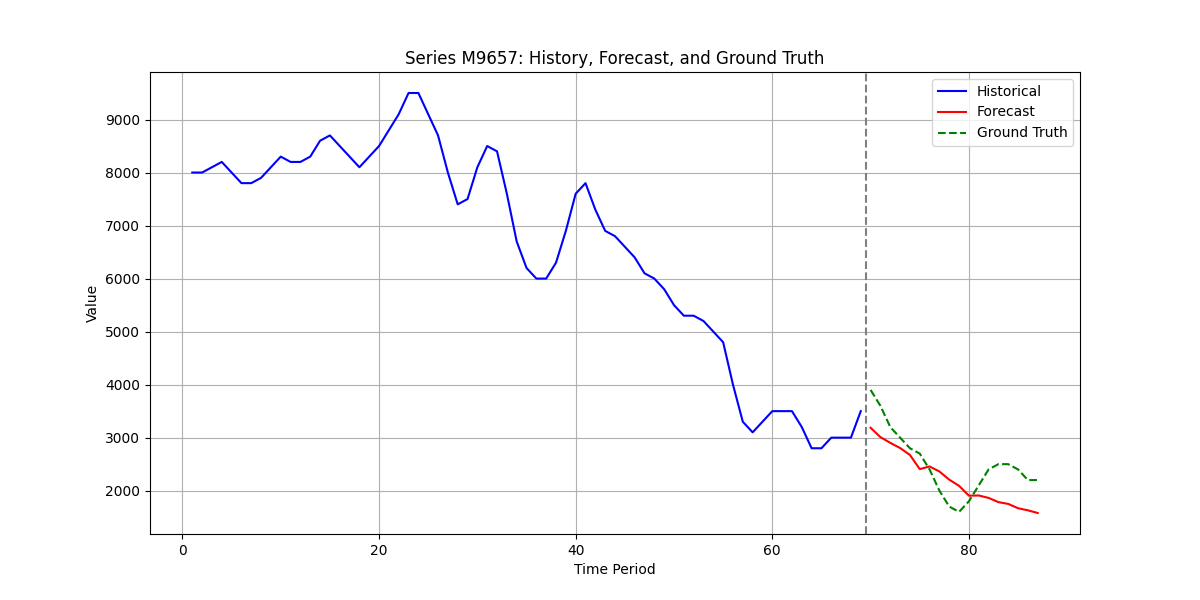 Series M9657: History, Forecast, and Ground Truth
Historical
Forecast
Ground Truth
Value
9000
8000
7000
6000
5000
4000
3000
2000
0
20
40
60
80
Time Period